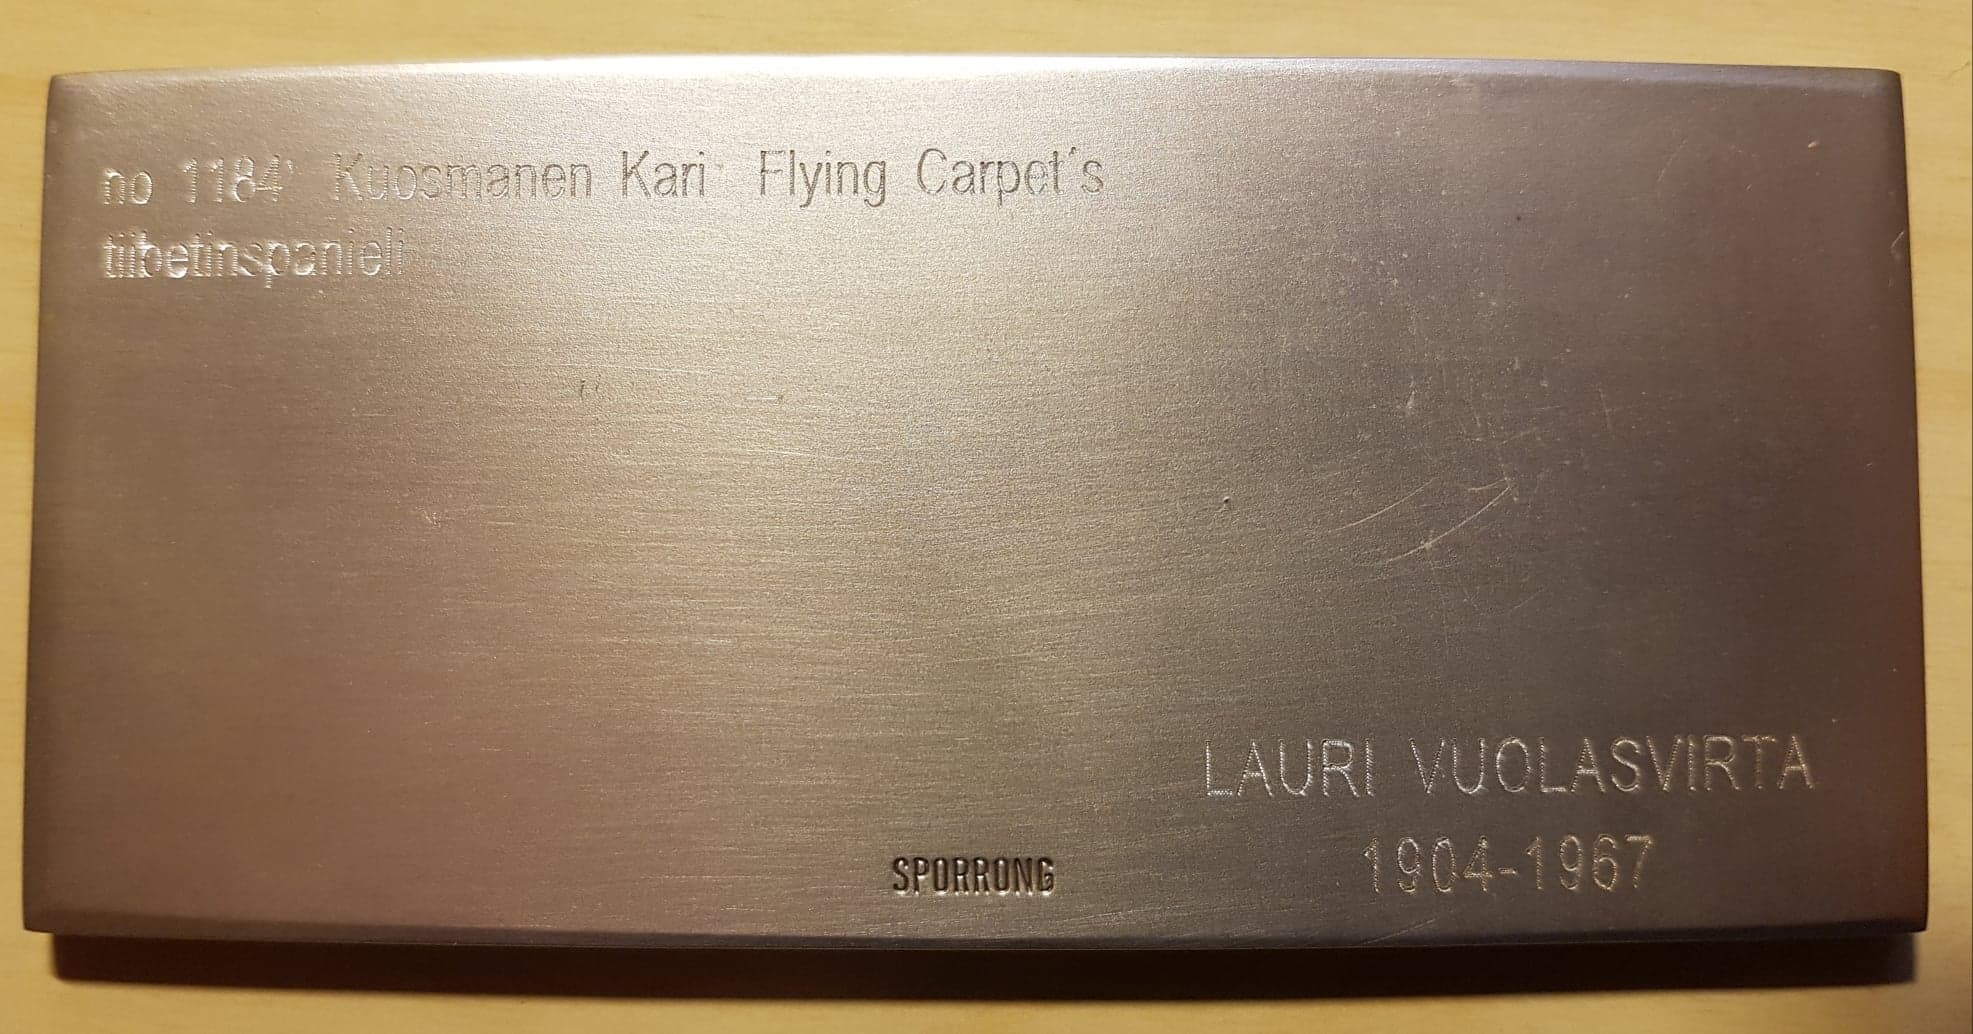 no 1184 Kuosmanen Kari Flying Carpet´s
tiibetinspanieli
LAURI VUOLASVIRTA
1904-1967
SPORRONG